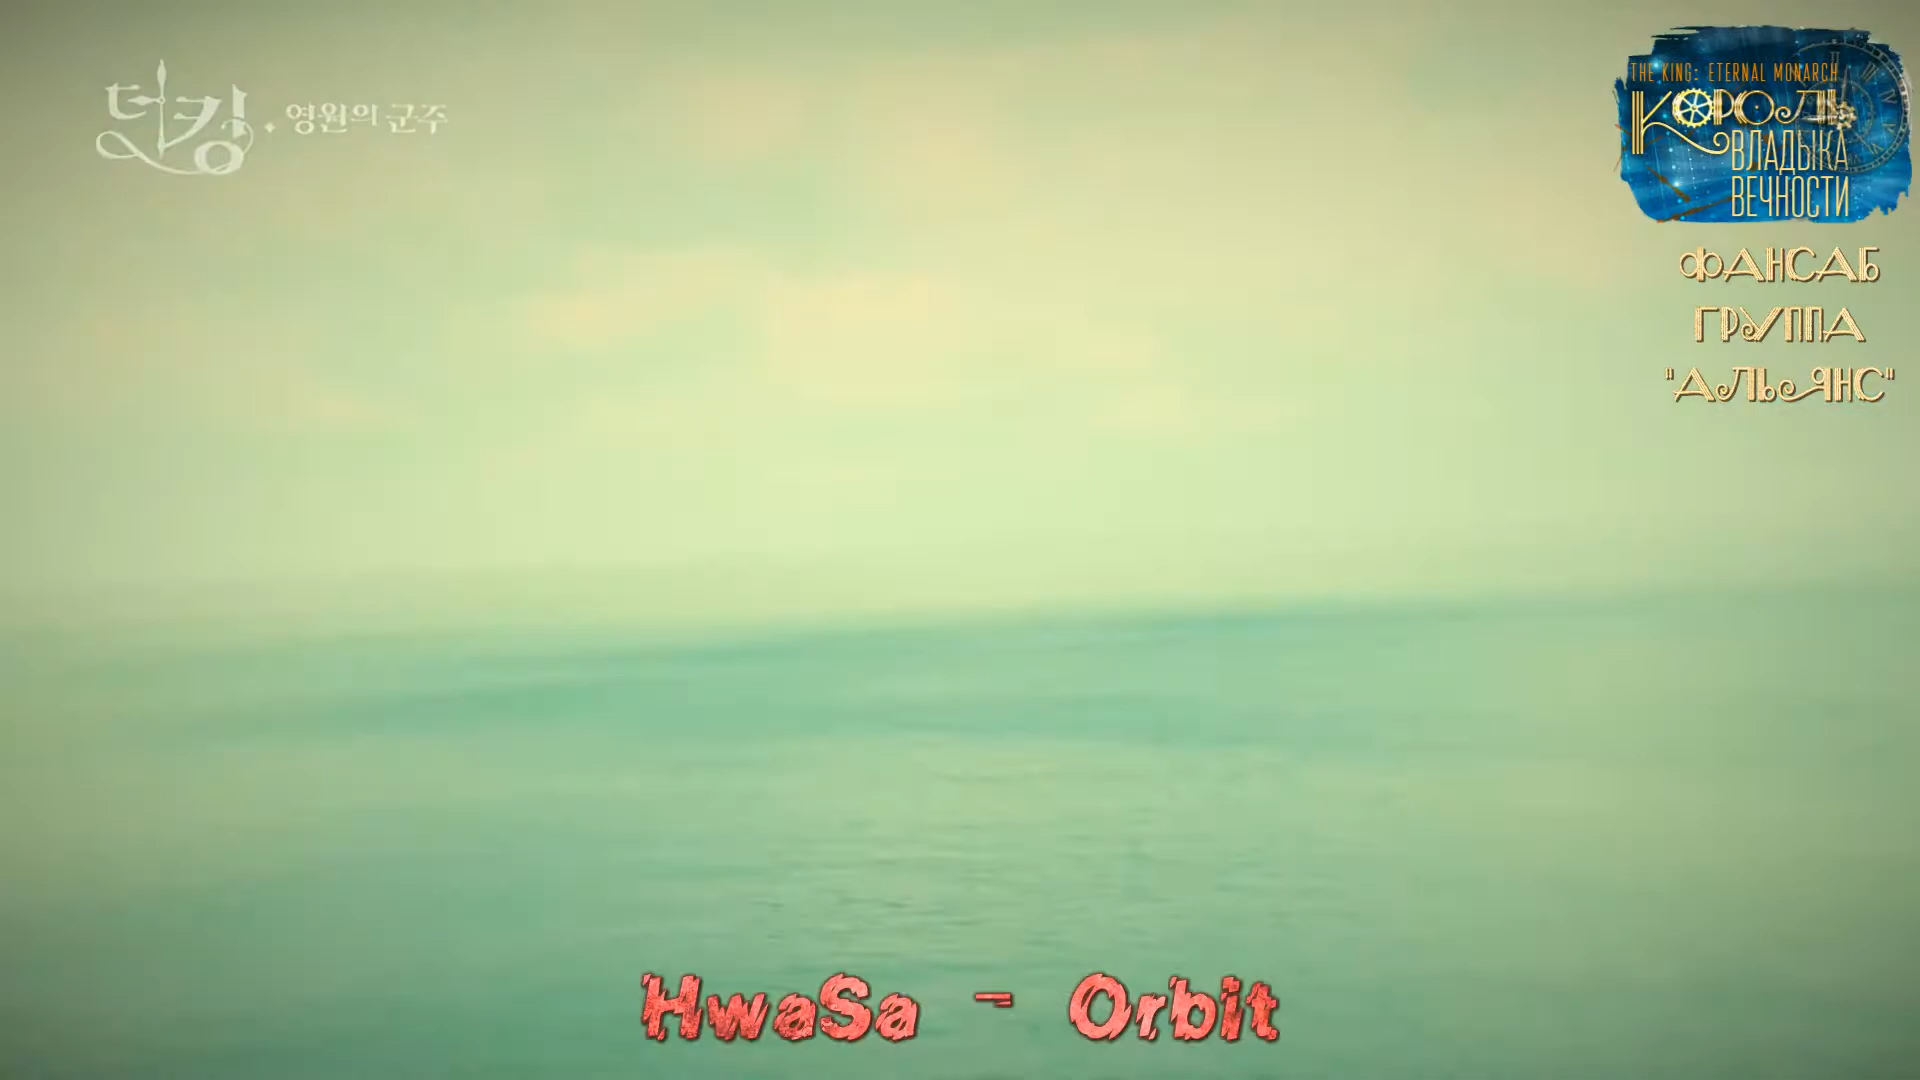 더킹 · 영원의 군주
THE KING: ETERNAL MONARCH
КОРОЛЬ
ВЛАДЫКА
ВЕЧНОСТИ
ФАНСАБ
ГРУППА
"АЛЬЯНС"
HwaSa - Orbit